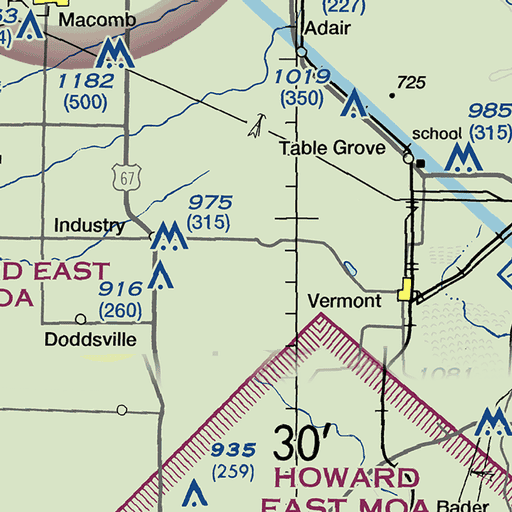 (227)
Macomb
Adair
1182
(500)
1019
(350)
725
985
(315)
school
Table Grove
67
975
(315)
Industry
D EAST
OA
916
(260)
Vermont
Doddsville
1081
30'
935
(259)
HOWARD
EAST MOA
Bader